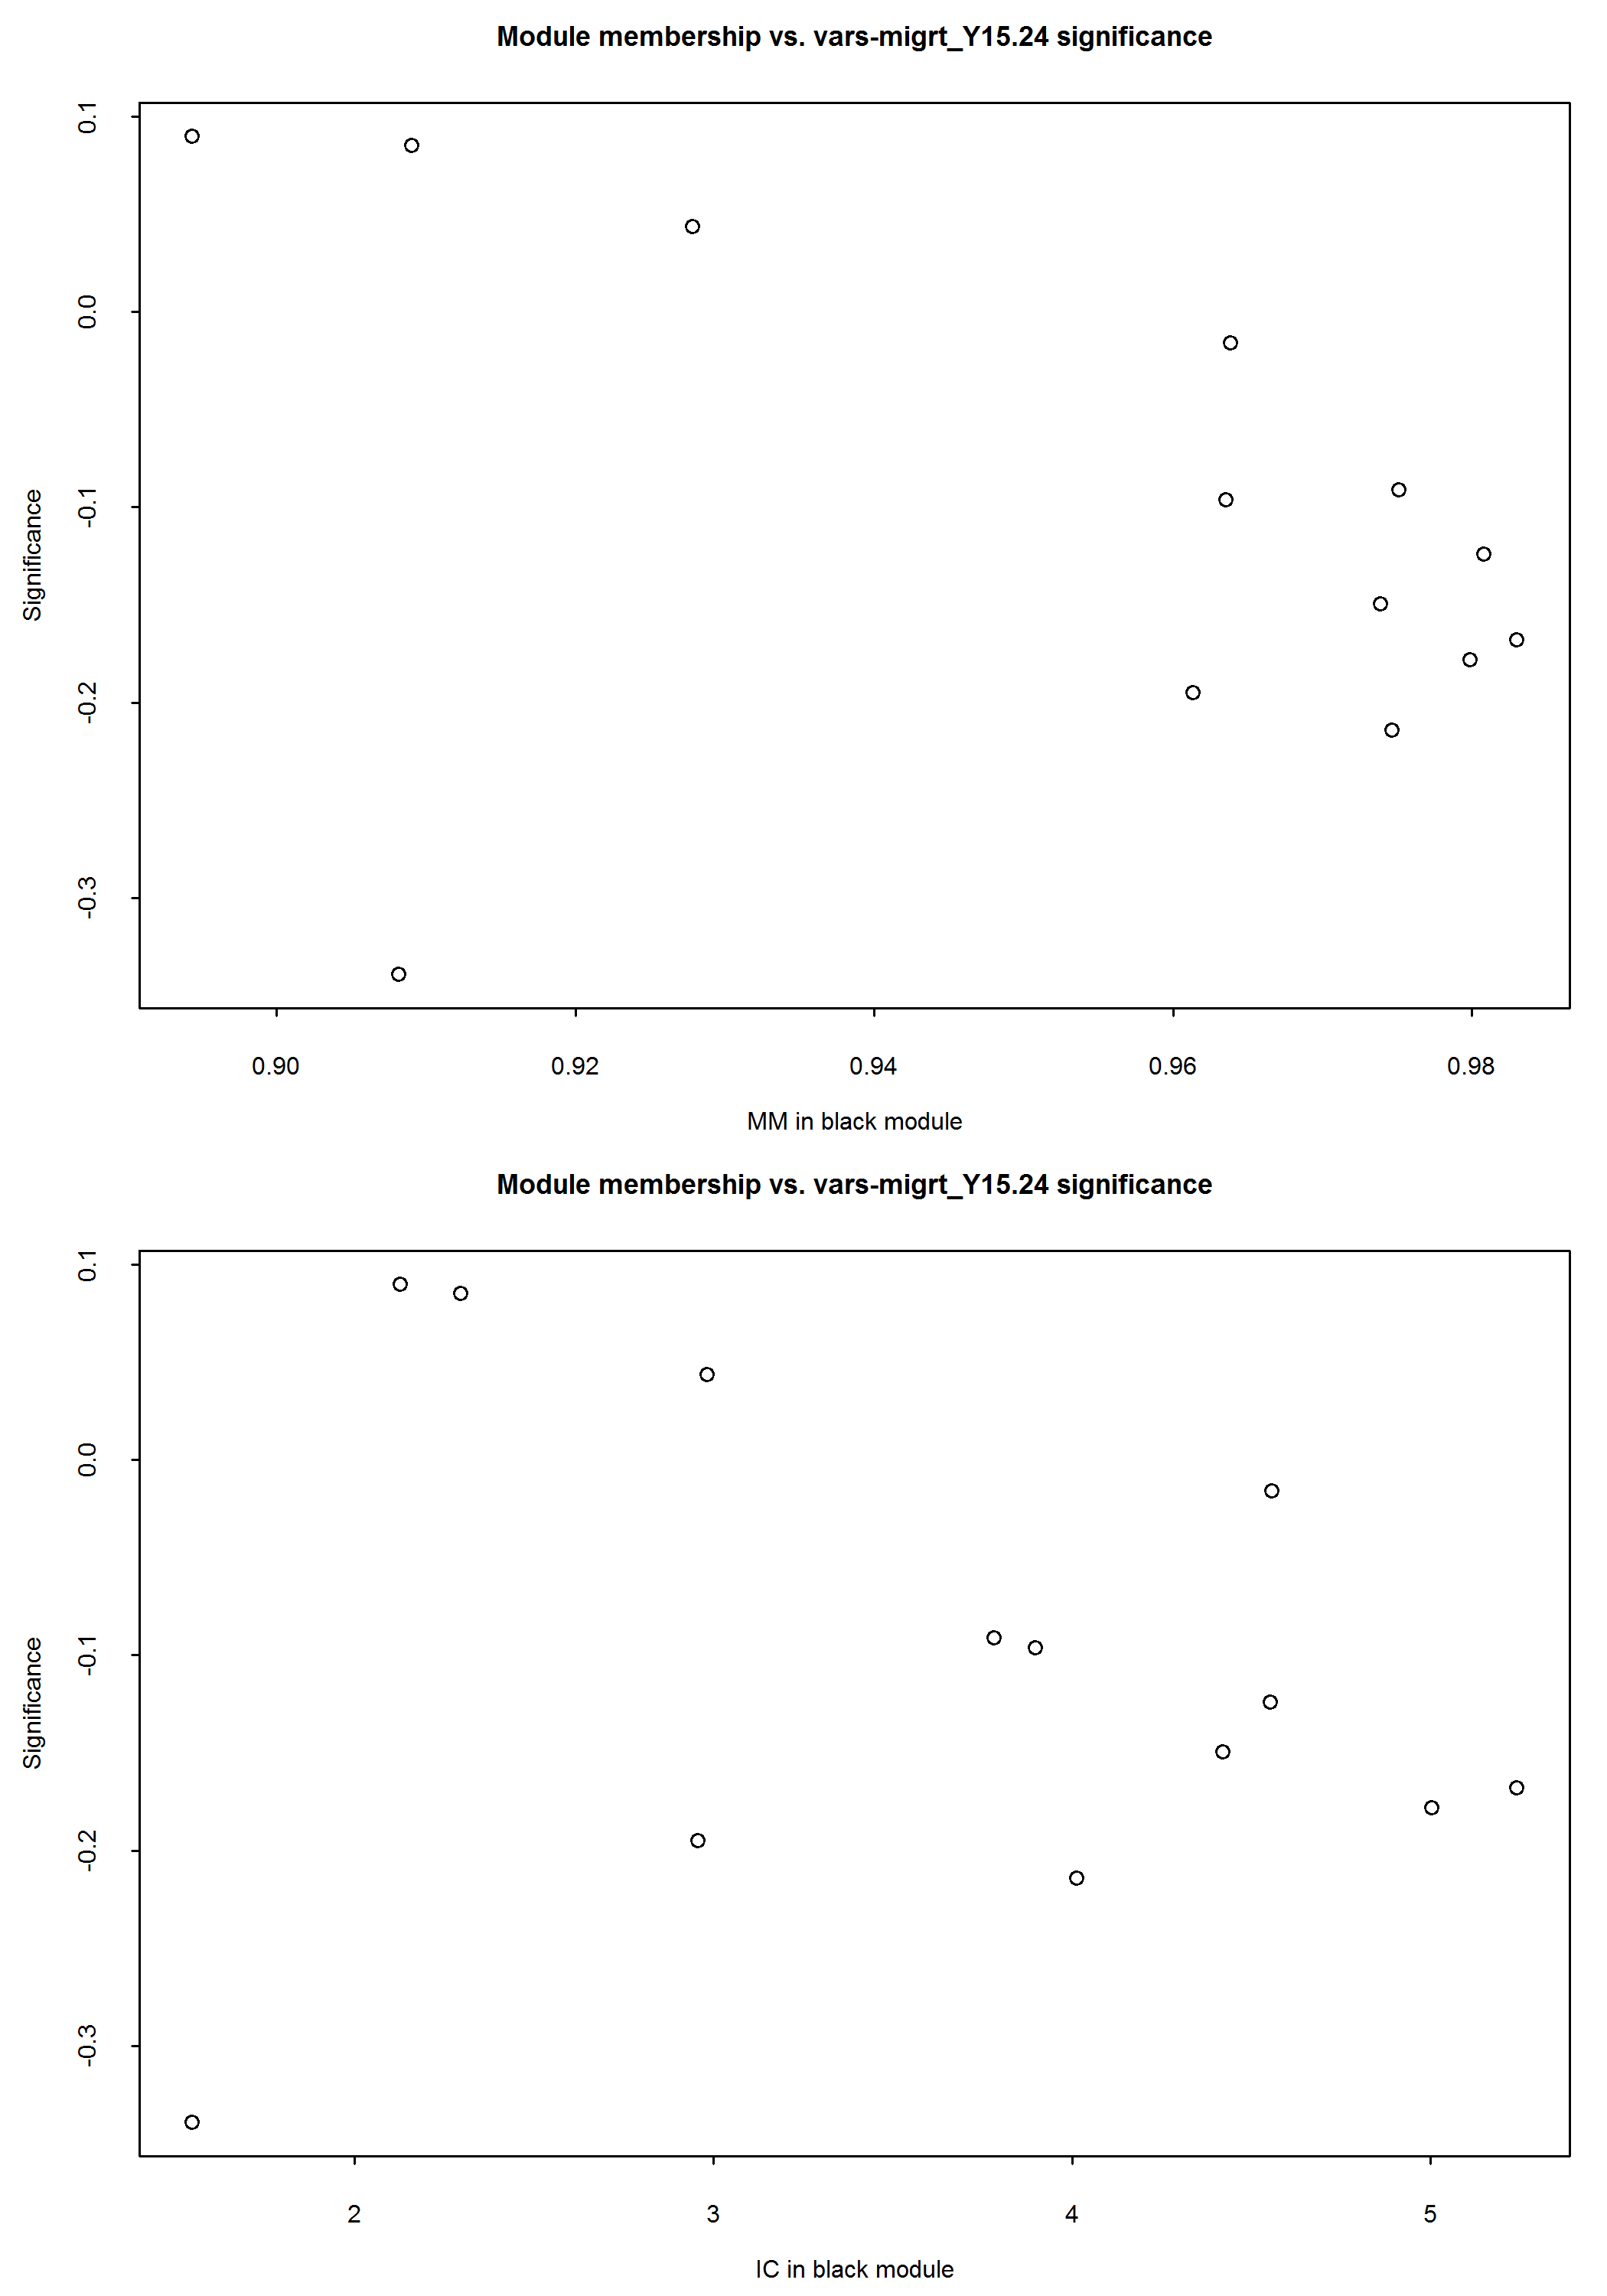 Module membership vs. vars-migrt_Y15.24 significance
0.1
0.0
-0.1
-0.2
-0.3
Significance
0.90 0.92 0.94 0.96 0.98
MM in black module
Module membership vs. vars-migrt_Y15.24 significance
0.1
0.0
-0.1
-0.2
-0.3
Significance
2 3 4 5
IC in black module